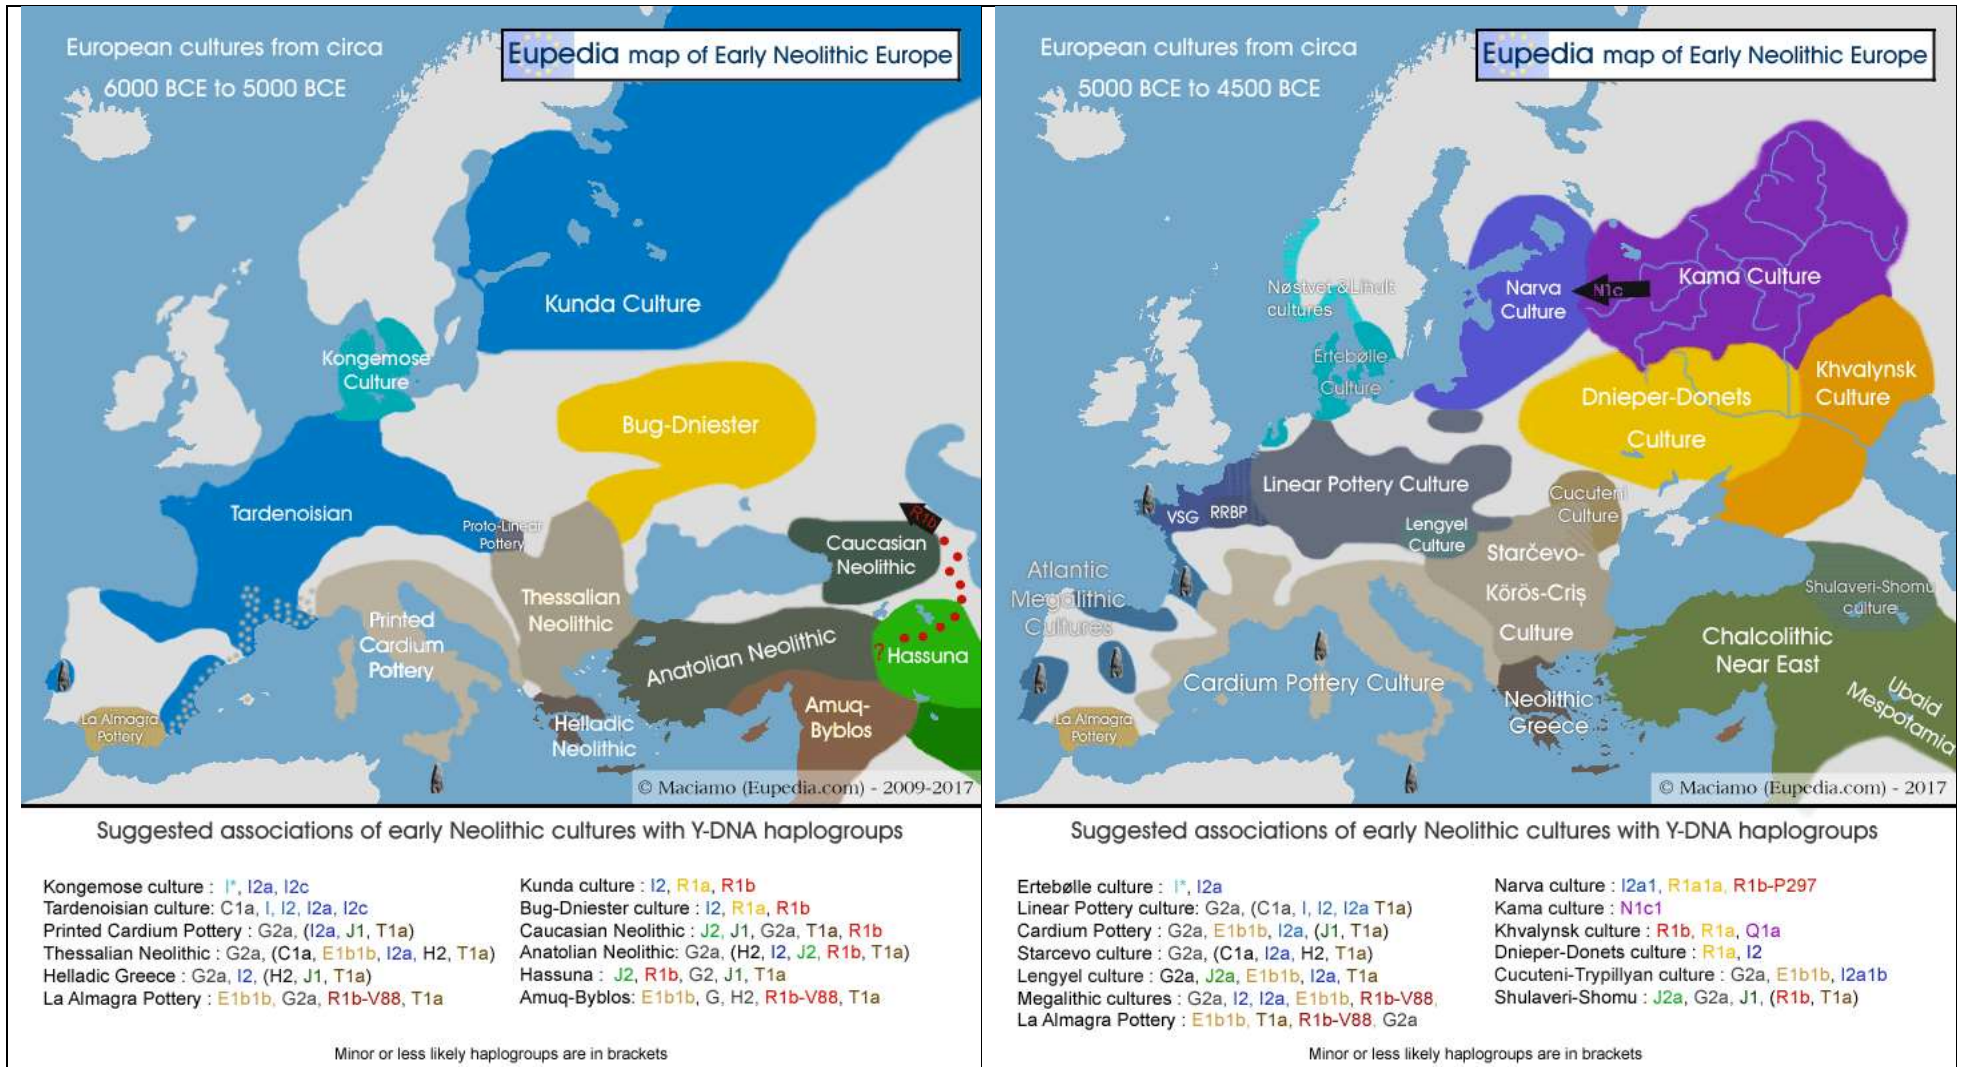 European cultures from circa
6000 BCE to 5000 BCE
Eupedia map of Early Neolithic Europe
Kunda Culture
Kongemose
Culture
Bug-Dniester
Tardenoisian
Proto-Linear
Pottery
R1b
Caucasian
Neolithic
Thessalian
Neolithic
Printed
Cardium
Pottery
Anatolian Neolithic
?
Hassuna
La Almagra
Pottery
Helladic
Neolithic
Amuq-
Byblos
© Maciamo (Eupedia.com) - 2009-2017
Suggested associations of early Neolithic cultures with Y-DNA haplogroups
Kongemose culture : I*, I2a, I2c
Tardenoisian culture: C1a, I, I2, I2a, I2c
Printed Cardium Pottery : G2a, (I2a, J1, T1a)
Thessalian Neolithic : G2a, (C1a, E1b1b, I2a, H2, T1a)
Helladic Greece : G2a, I2, (H2, J1, T1a)
La Almagra Pottery : E1b1b, G2a, R1b-V88, T1a
Kunda culture : I2, R1a, R1b
Bug-Dniester culture : I2, R1a, R1b
Caucasian Neolithic : J2, J1, G2a, T1a, R1b
Anatolian Neolithic: G2a, (H2, I2, J2, R1b, T1a)
Hassuna : J2, R1b, G2, J1, T1a
Amuq-Byblos: E1b1b, G, H2, R1b-V88, T1a
Minor or less likely haplogroups are in brackets
European cultures from circa
5000 BCE to 4500 BCE
Eupedia map of Early Neolithic Europe
Nøstvet & Lihult
cultures
Narva
Culture
N1c
Kama Culture
Ertebølle
Culture
Khvalynsk
Culture
Dnieper-Donets
Culture
Linear Pottery Culture
VSG
RRBP
Cucuteni
Culture
Lengyel
Culture
Starčevo-
Körös-Criş
Culture
Atlantic
Megalithic
Cultures
Shulaveri-Shomu
culture
Chalcolithic
Near East
Cardium Pottery Culture
Neolithic
Greece
Ubaid
Mespotamia
La Almagra
Pottery
© Maciamo (Eupedia.com) - 2017
Suggested associations of early Neolithic cultures with Y-DNA haplogroups
Ertebølle culture : I*, I2a
Linear Pottery culture: G2a, (C1a, I, I2, I2a T1a)
Cardium Pottery : G2a, E1b1b, I2a, (J1, T1a)
Starcevo culture : G2a, (C1a, I2a, H2, T1a)
Lengyel culture : G2a, J2a, E1b1b, I2a, T1a
Megalithic cultures : G2a, I2, I2a, E1b1b, R1b-V88,
La Almagra Pottery : E1b1b, T1a, R1b-V88, G2a
Narva culture : I2a1, R1a1a, R1b-P297
Kama culture : N1c1
Khvalynsk culture : R1b, R1a, Q1a
Dnieper-Donets culture : R1a, I2
Cucuteni-Trypillyan culture : G2a, E1b1b, I2a1b
Shulaveri-Shomu : J2a, G2a, J1, (R1b, T1a)
Minor or less likely haplogroups are in brackets